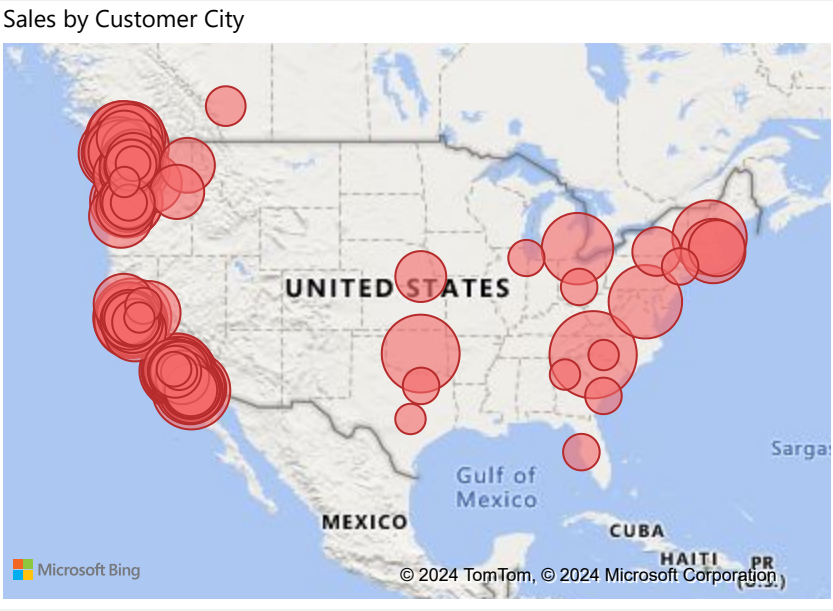 Sales by Customer City
UNITED STATES
Sargas
Gulf of
Mexico
MEXICO
CUBA
HAITI
PR
(U.S.)
Microsoft Bing
© 2024 TomTom, © 2024 Microsoft Corporation